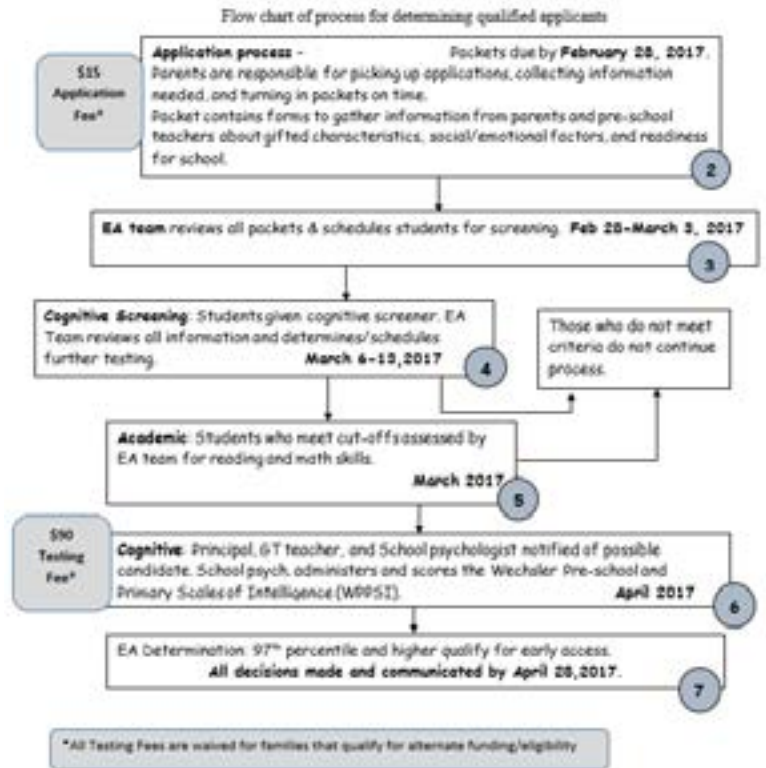 Flow chart of process for determining qualified applicants
$15
Application
Fee*
Application process - Packets due by February 28, 2017.
Parents are responsible for picking up applications, collecting information
needed, and turning in packets on time.
Packet contains forms to gather information from parents and pre-school
teachers about gifted characteristics, social/emotional factors, and readiness
for school.
2
EA team reviews all packets & schedules students for screening. Feb 28-March 3, 2017
3
Cognitive Screening: Students given cognitive screener. EA
Team reviews all information and determines/schedules
further testing. March 6-13,2017
4
Those who do not meet
criteria do not continue
process.
Academic: Students who meet cut-offs assessed by
EA team for reading and math skills.
March 2017
5
$90
Testing
Fee*
Cognitive: Principal, GT teacher, and School psychologist notified of possible
candidate. School psych. administers and scores the Wechsler Pre-school and
Primary Scales of Intelligence (WPPSI). April 2017
6
EA Determination: 97th percentile and higher qualify for early access.
All decisions made and communicated by April 28,2017.
7
*All Testing Fees are waived for families that qualify for alternate funding/eligibility